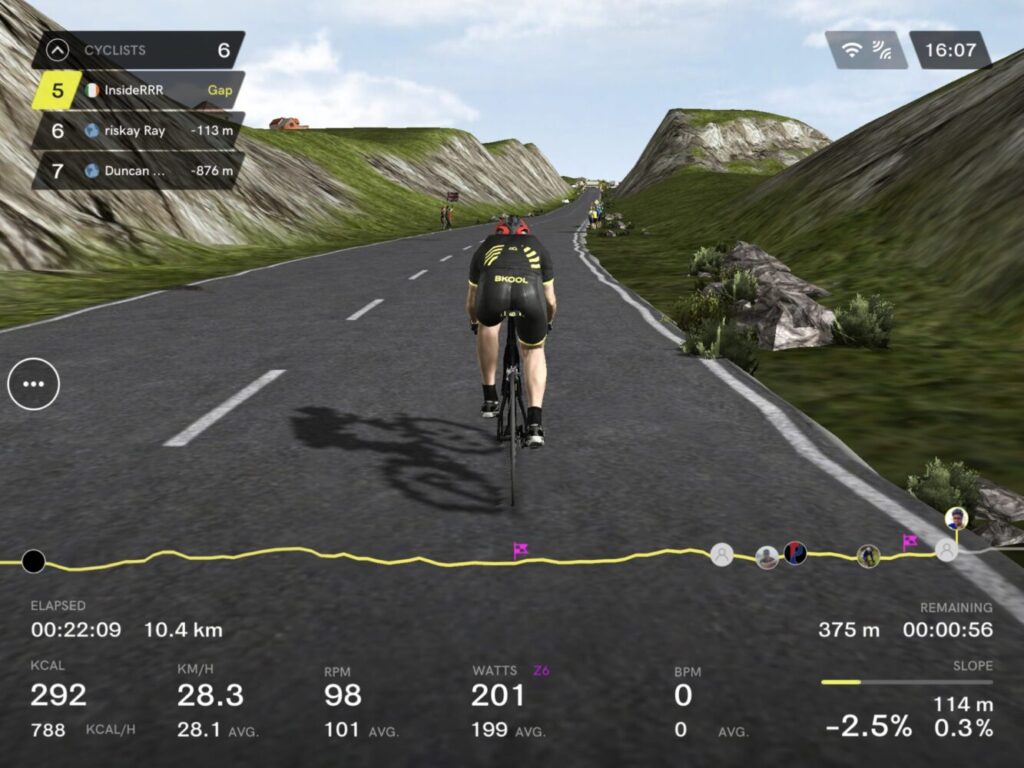 CYCLISTS 6
16:07
5 InsideRRR Gap
6 riskay Ray -113 m
7 Duncan ... -876 m
BKOOL
ELAPSED
00:22:09 10.4 km
REMAINING
375 m 00:00:56
KCAL
292
788 KCAL/H
KM/H
28.3
28.1 AVG.
RPM
98
101 AVG.
WATTS Z6
201
199 AVG.
BPM
0
0 AVG.
SLOPE
-2.5%
114 m
0.3%